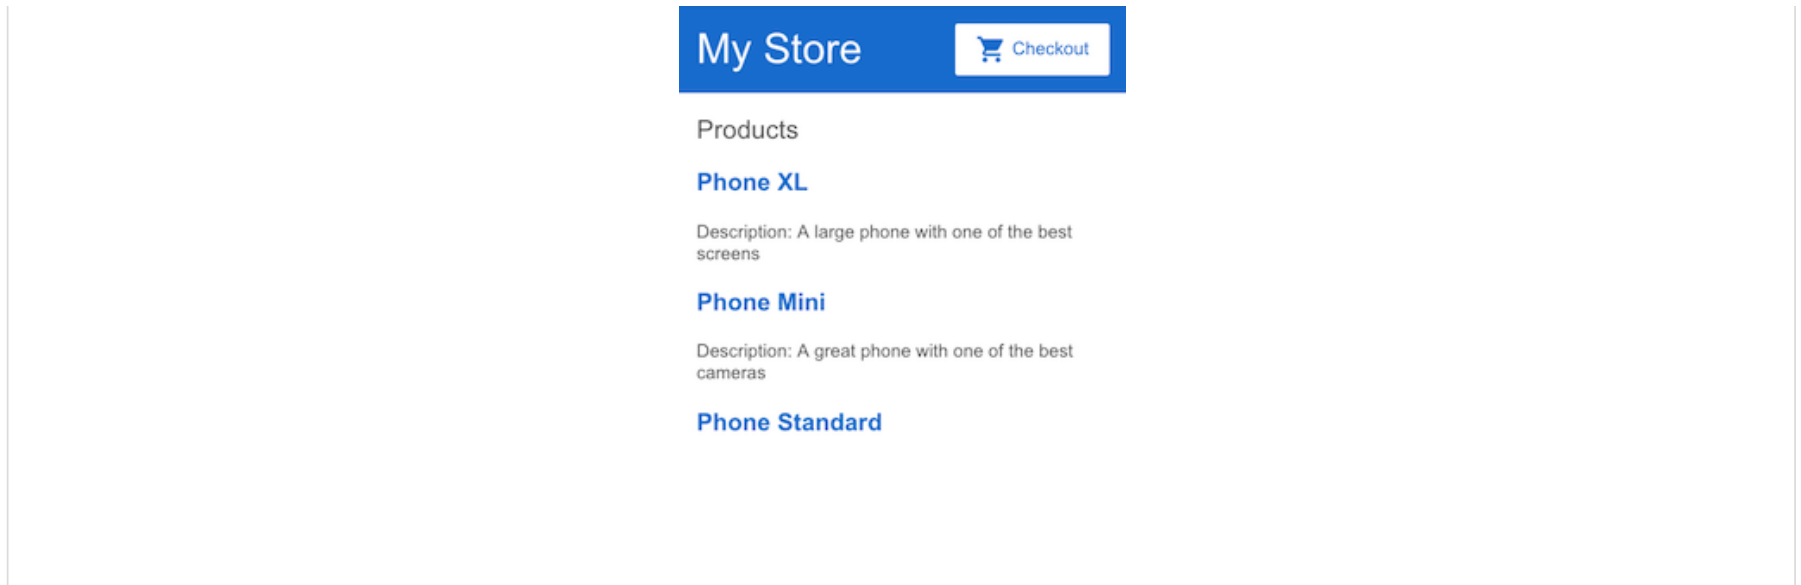 My Store
Checkout
Products
Phone XL
Description: A large phone with one of the best
screens
Phone Mini
Description: A great phone with one of the best
cameras
Phone Standard